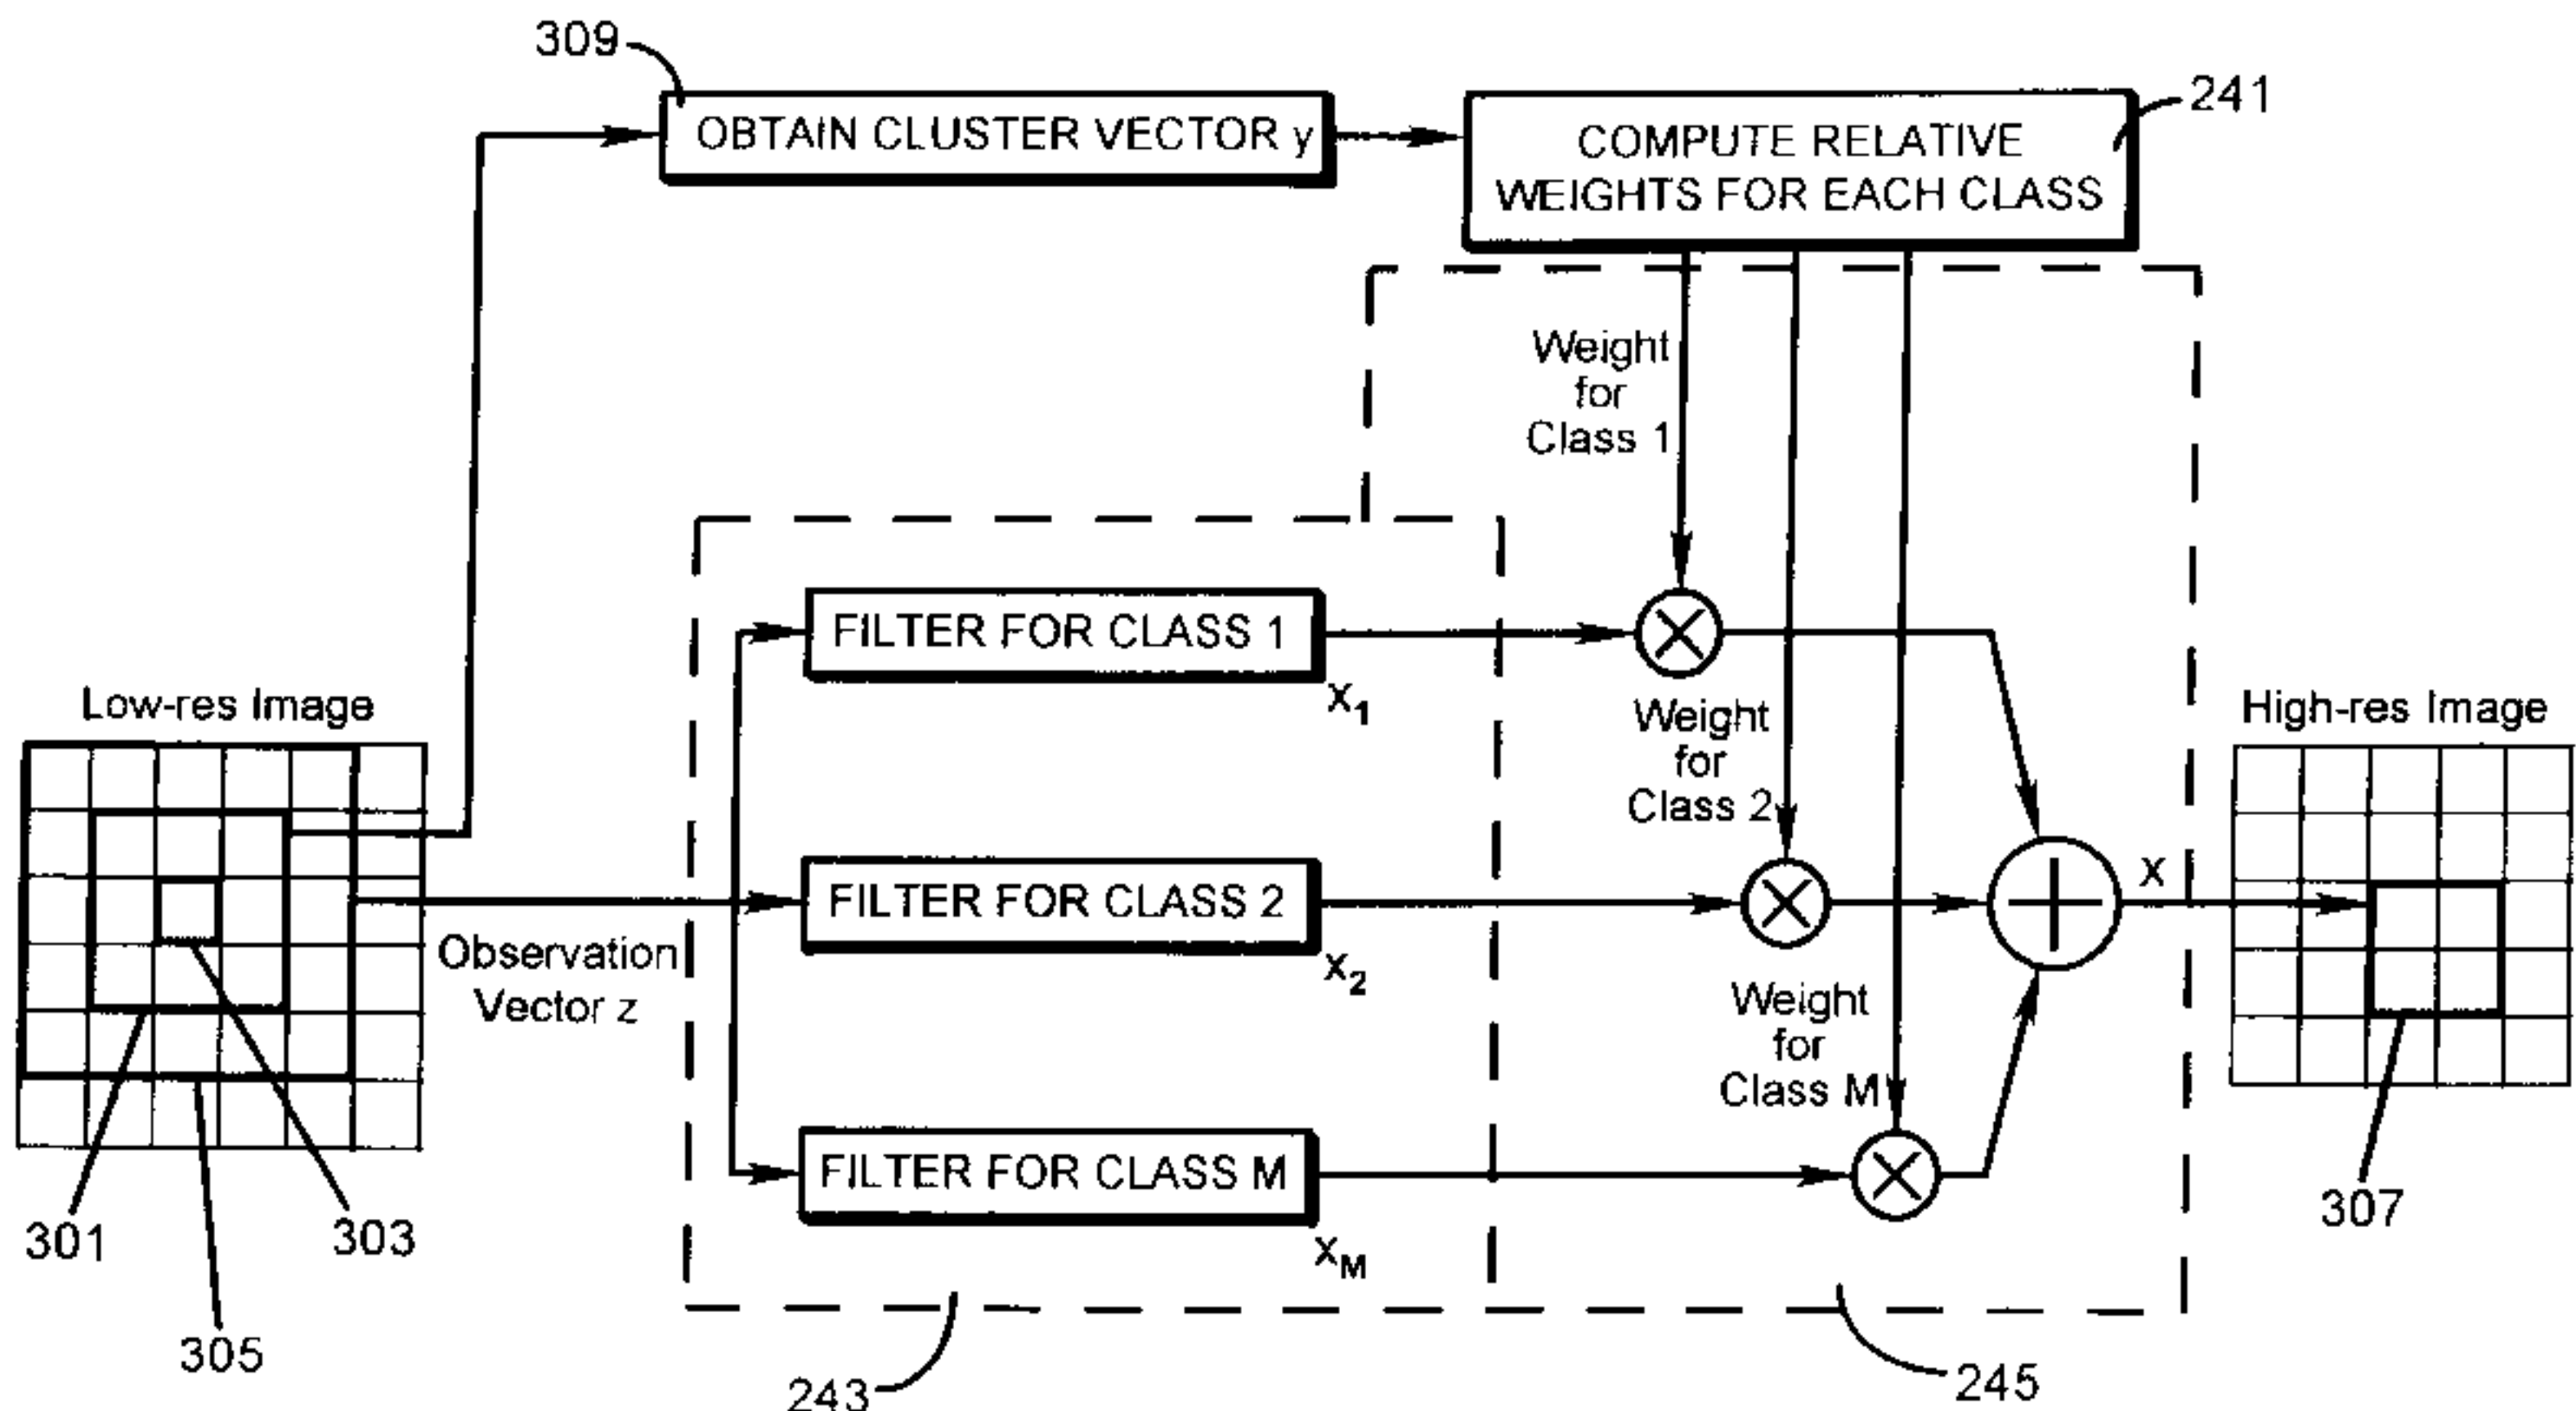 309
OBTAIN CLUSTER VECTOR y
241
COMPUTE RELATIVE
WEIGHTS FOR EACH CLASS
Weight
for
Class 1
FILTER FOR CLASS 1
X1
Low-res Image
Weight
for
Class 2
High-res Image
FILTER FOR CLASS 2
X2
X
Observation
Vector z
Weight
for
Class M
FILTER FOR CLASS M
XM
301
303
305
307
243
245